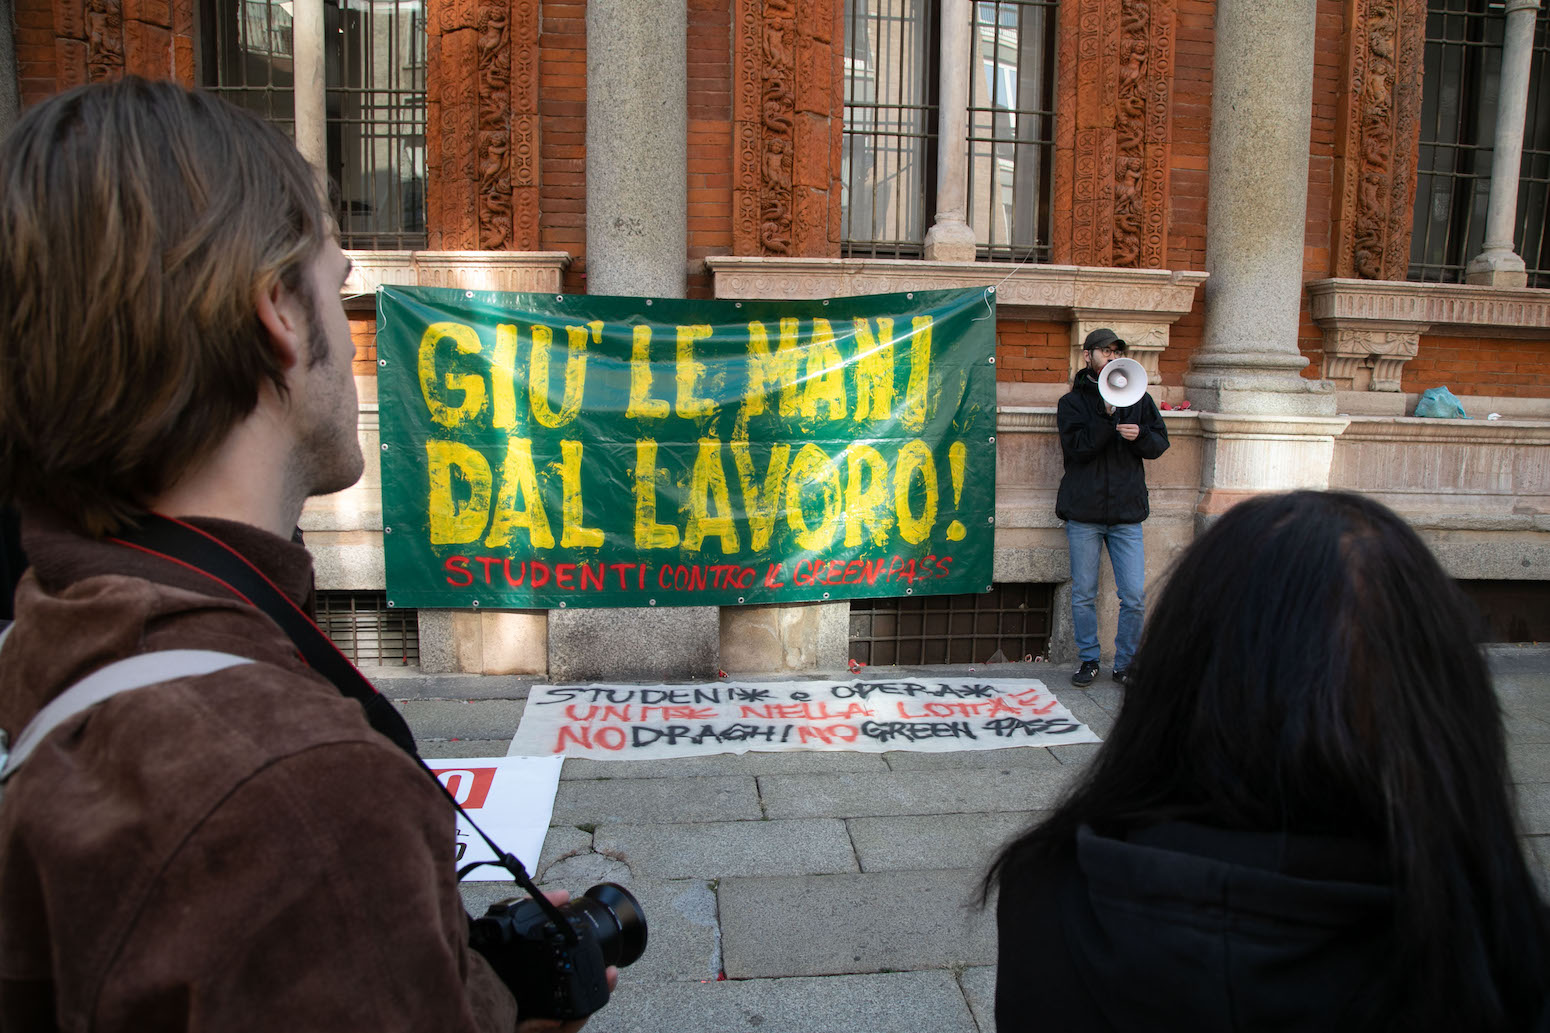 GIU' LE MANI
DAL LAVORO!
STUDENTI CONTRO IL GREEN PASS
STUDENT* e OPERAI*
UNIT* NELLA LOTTA
NO DRAGHI NO GREEN PASS